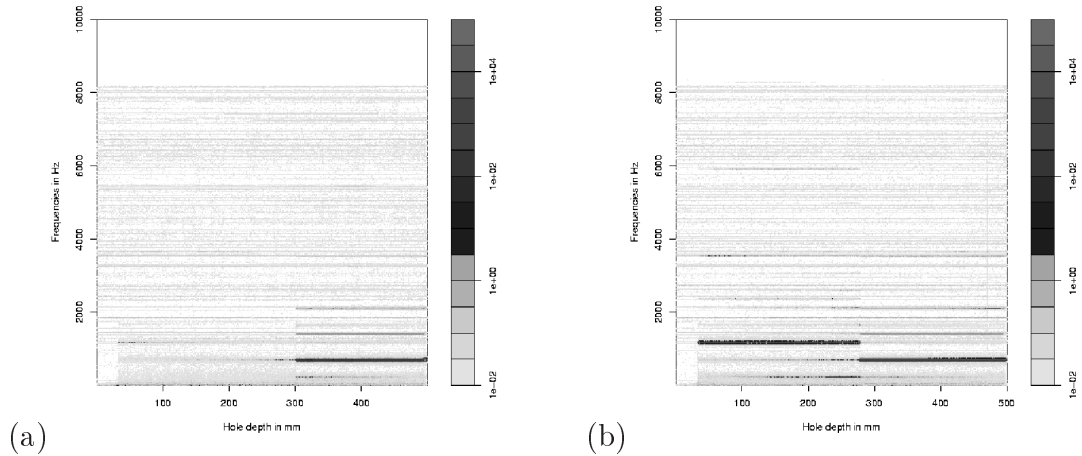 10000
8000
6000
4000
2000
Frequencies in Hz
100
200
300
400
Hole depth in mm
1e+04
1e+02
1e+00
1e-02
(a)
10000
8000
6000
4000
2000
Frequencies in Hz
100
200
300
400
500
Hole depth in mm
1e+04
1e+02
1e+00
1e-02
(b)